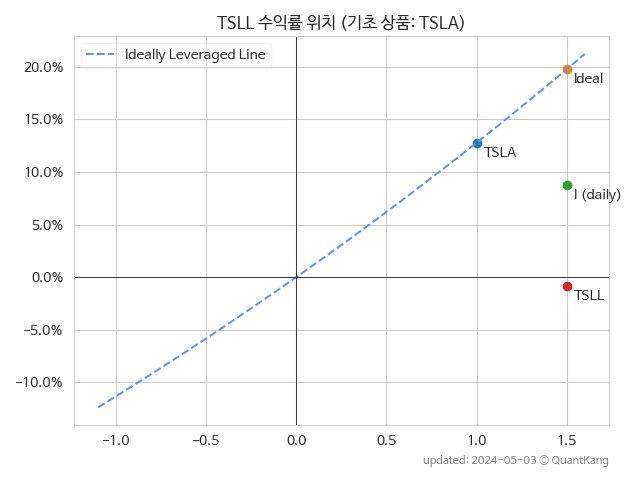 TSLL 수익률 위치 (기초 상품: TSLA)
Ideally Leveraged Line
20.0%
15.0%
10.0%
5.0%
0.0%
−5.0%
−10.0%
Ideal
TSLA
I (daily)
TSLL
−1.0 −0.5 0.0 0.5 1.0 1.5
updated: 2024-05-03 © QuantKang